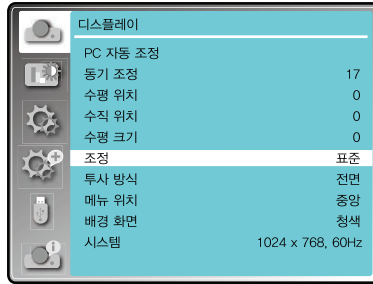 디스플레이
PC 자동 조정
동기 조정 17
수평 위치 0
수직 위치 0
수평 크기 0
조정 표준
투사 방식 전면
메뉴 위치 중앙
배경 화면 청색
시스템 1024 x 768, 60Hz